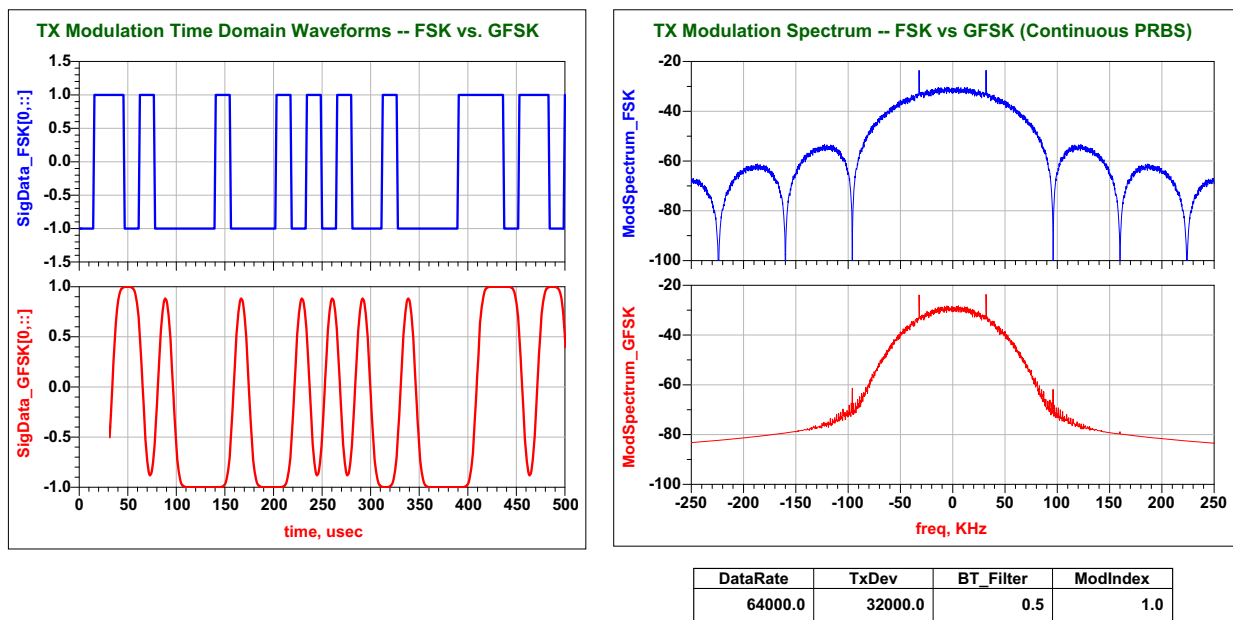 TX Modulation Time Domain Waveforms -- FSK vs. GFSK
SigData_FSK[0,::]
1.5
1.0
0.5
0.0
-0.5
-1.0
-1.5
SigData_GFSK[0,::]
1.0
0.5
0.0
-0.5
-1.0
0 50 100 150 200 250 300 350 400 450 500
time, usec
TX Modulation Spectrum -- FSK vs GFSK (Continuous PRBS)
ModSpectrum_FSK
-20
-40
-60
-80
-100
ModSpectrum_GFSK
-20
-40
-60
-80
-100
-250 -200 -150 -100 -50 0 50 100 150 200 250
freq, KHz
DataRate TxDev BT_Filter ModIndex
64000.0 32000.0 0.5 1.0